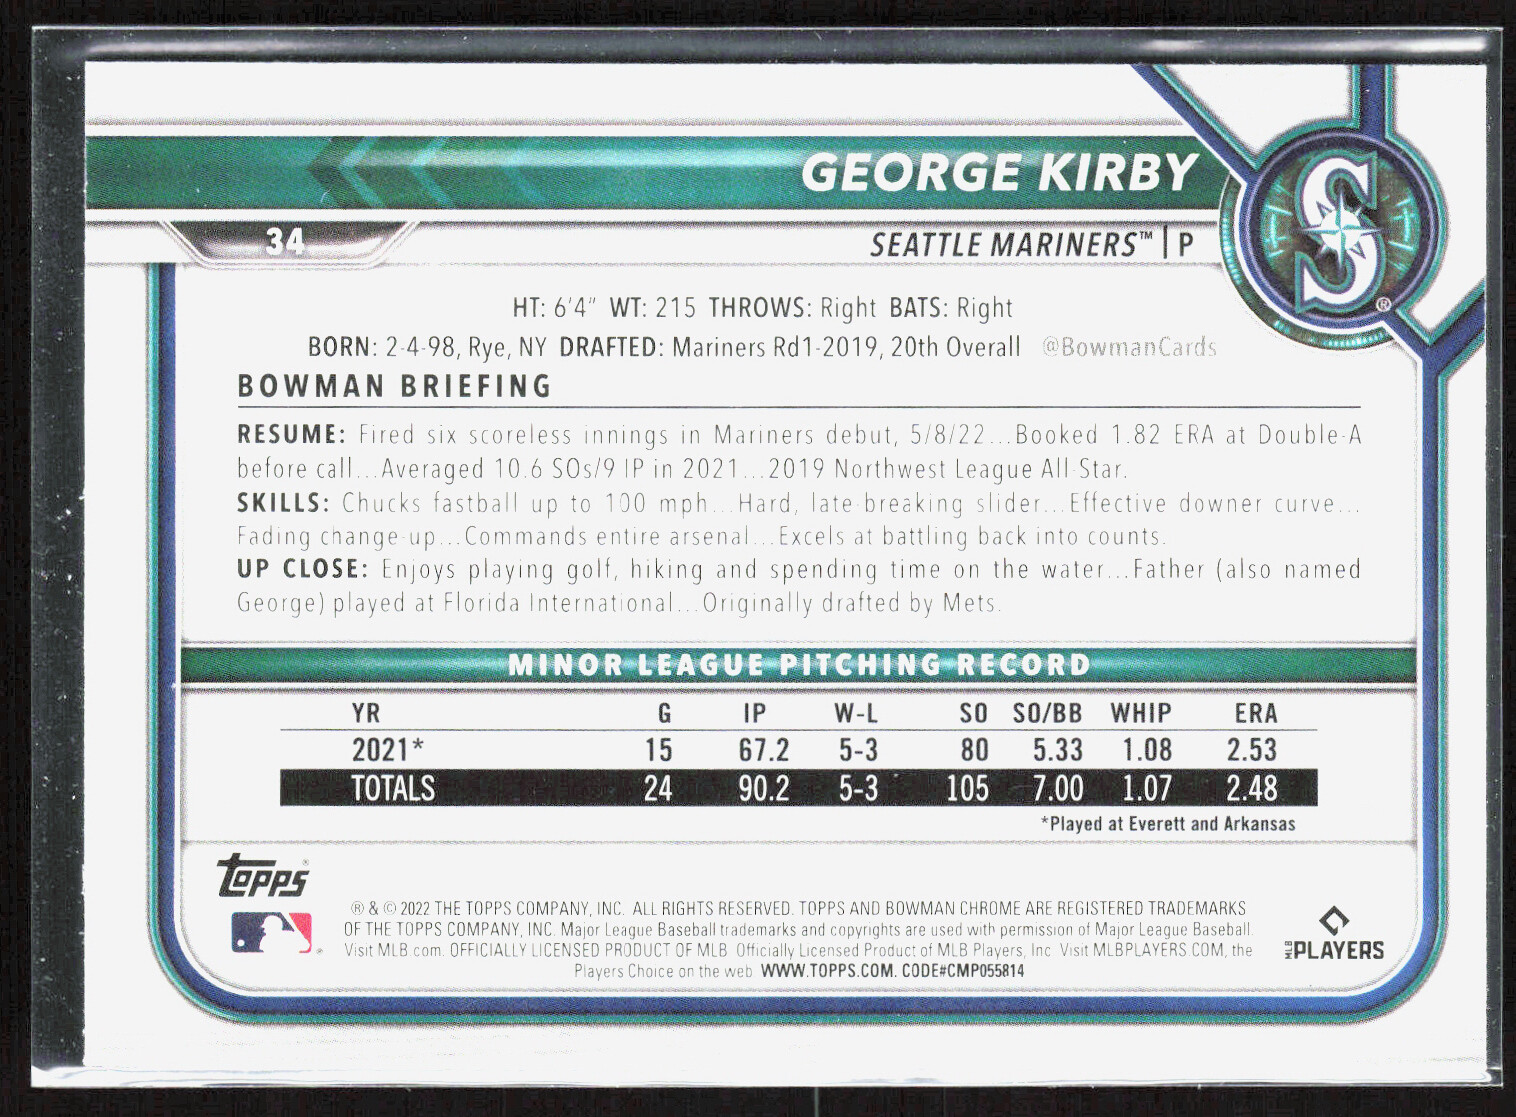 GEORGE KIRBY
34
SEATTLE MARINERS™ | P
S ®
HT: 6'4" WT: 215 THROWS: Right BATS: Right
BORN: 2-4-98, Rye, NY DRAFTED: Mariners Rd1-2019, 20th Overall @BowmanCards
BOWMAN BRIEFING
RESUME: Fired six scoreless innings in Mariners debut, 5/8/22...Booked 1.82 ERA at Double-A
before call...Averaged 10.6 SOs/9 IP in 2021...2019 Northwest League All-Star.
SKILLS: Chucks fastball up to 100 mph...Hard, late-breaking slider...Effective downer curve...
Fading change-up...Commands entire arsenal...Excels at battling back into counts.
UP CLOSE: Enjoys playing golf, hiking and spending time on the water...Father (also named
George) played at Florida International...Originally drafted by Mets.
MINOR LEAGUE PITCHING RECORD
YR G IP W-L SO SO/BB WHIP ERA
2021* 15 67.2 5-3 80 5.33 1.08 2.53
TOTALS 24 90.2 5-3 105 7.00 1.07 2.48
*Played at Everett and Arkansas
Topps ®
® & © 2022 THE TOPPS COMPANY, INC. ALL RIGHTS RESERVED. TOPPS AND BOWMAN CHROME ARE REGISTERED TRADEMARKS
OF THE TOPPS COMPANY, INC. Major League Baseball trademarks and copyrights are used with permission of Major League Baseball.
Visit MLB.com. OFFICIALLY LICENSED PRODUCT OF MLB Officially Licensed Product of MLB Players, Inc. Visit MLBPLAYERS.COM, the
Players Choice on the web WWW.TOPPS.COM. CODE#CMP055814
MLB PLAYERS